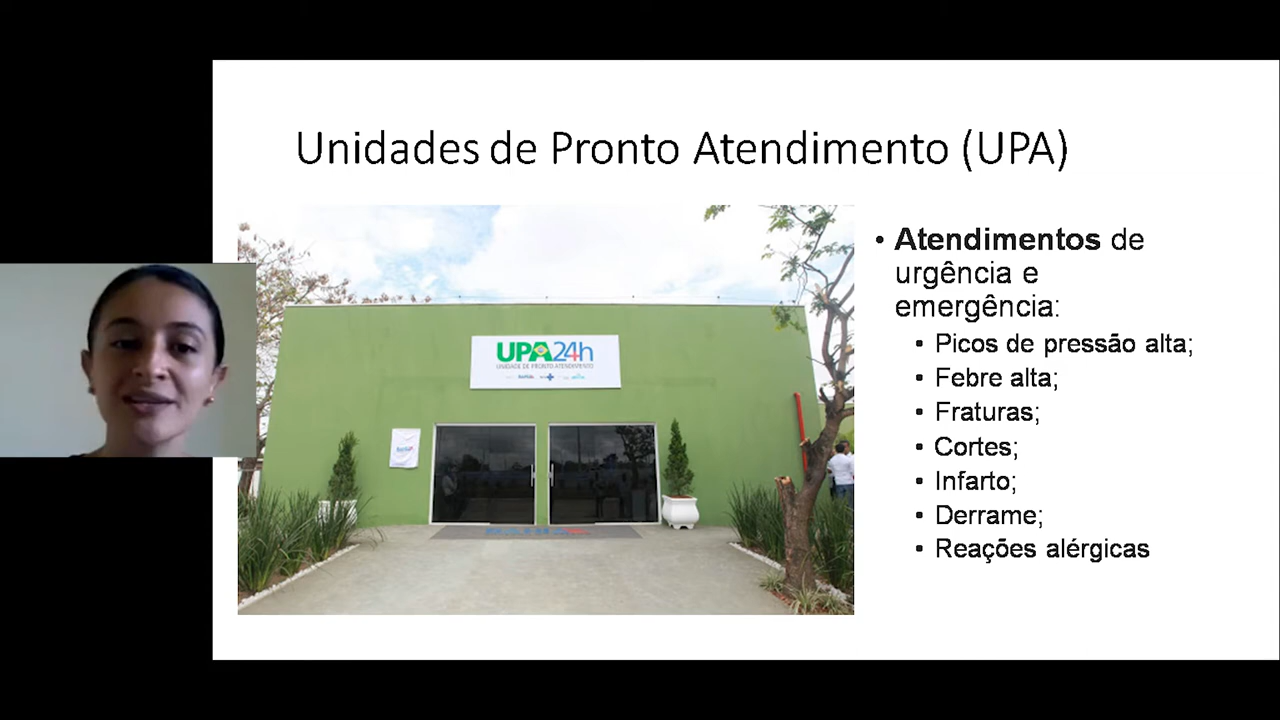 Unidades de Pronto Atendimento (UPA)
UPA24h
UNIDADE DE PRONTO ATENDIMENTO
• Atendimentos de
urgência e
emergência:
• Picos de pressão alta;
• Febre alta;
• Fraturas;
• Cortes;
• Infarto;
• Derrame;
• Reações alérgicas